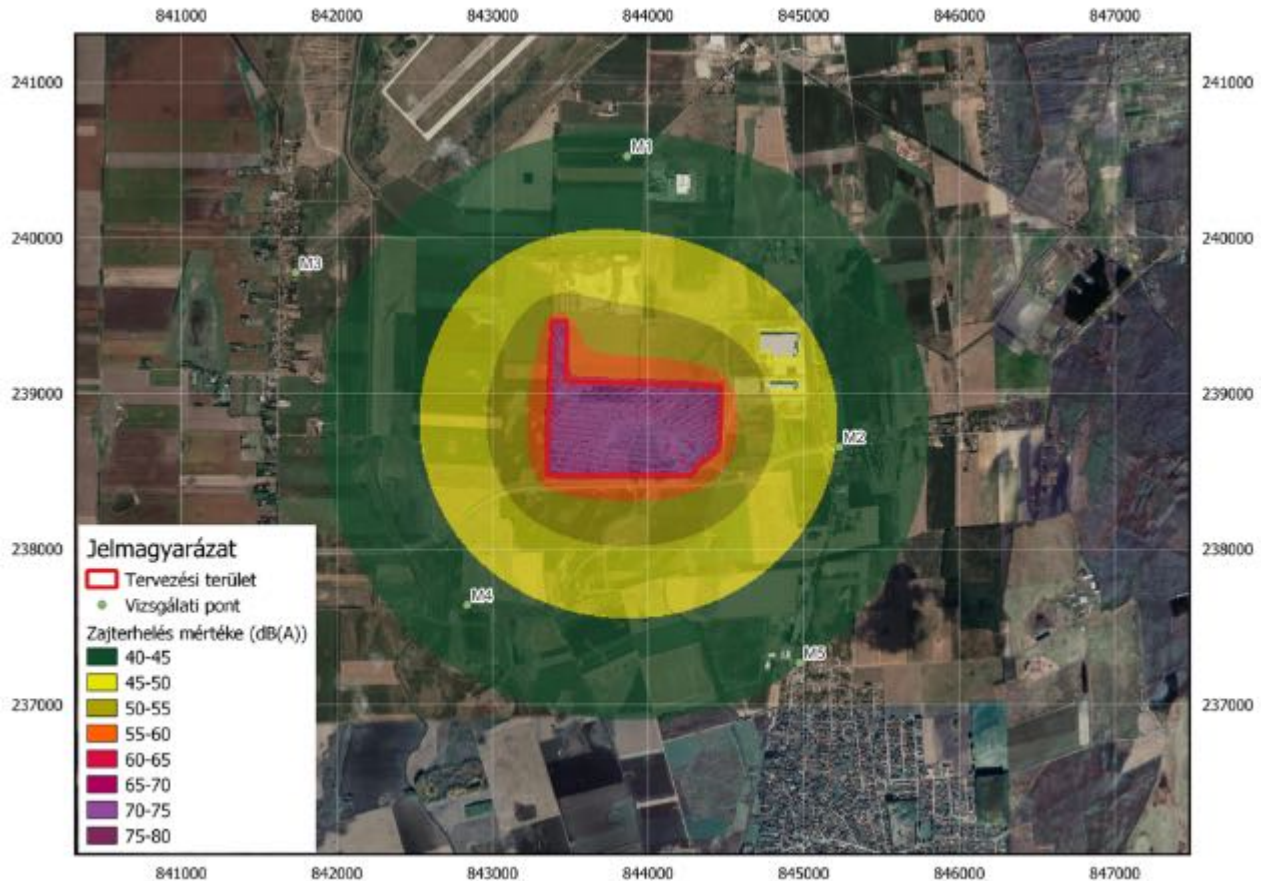 841000 842000 843000 844000 845000 846000 847000
241000 241000
M1
240000 240000
M3
239000 239000
M2
238000 238000
Jelmagyarázat
Tervezési terület
Vizsgálati pont
M4
Zajterhelés mértéke (dB(A))
40-45
M5
45-50
237000 237000
50-55
55-60
60-65
65-70
70-75
75-80
841000 842000 843000 844000 845000 846000 847000